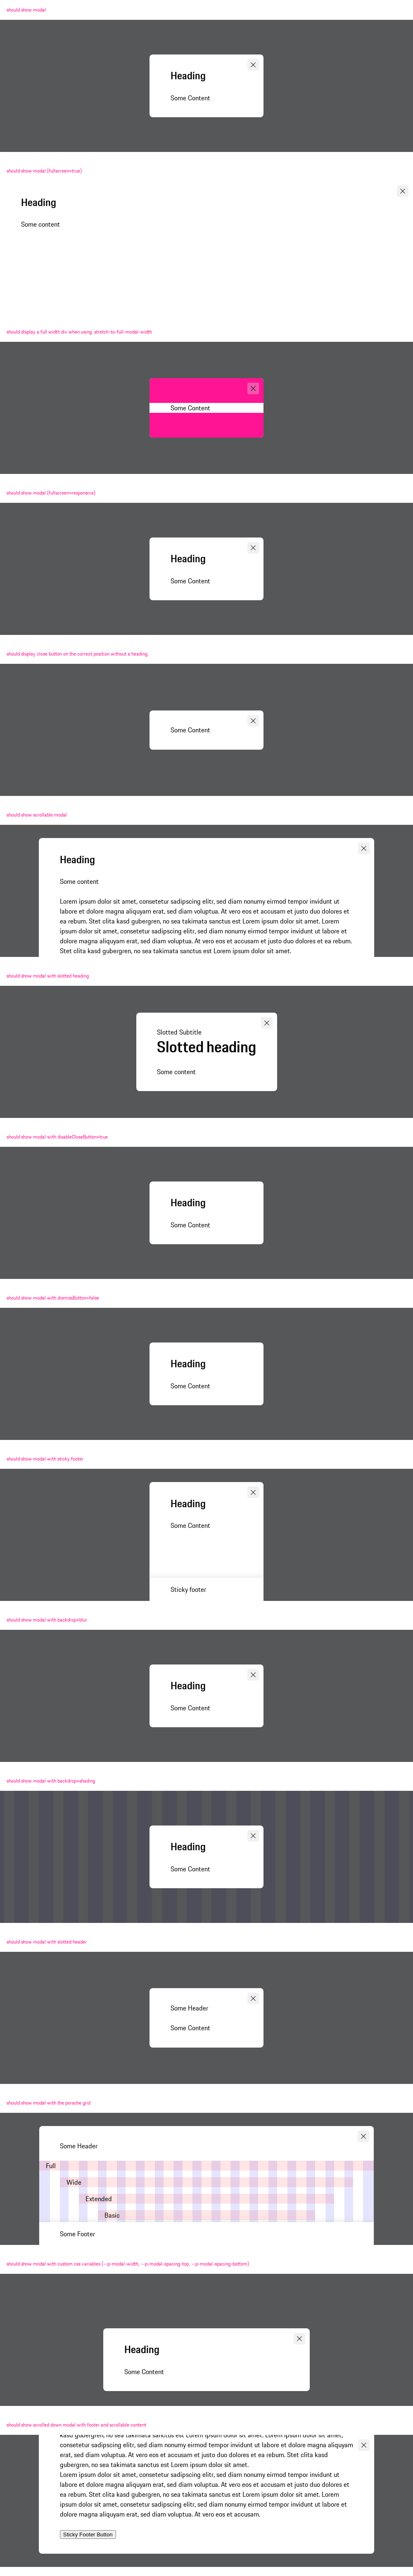 should show modal
Heading
Some Content
should show modal [fullscreen=true]
Heading
Some content
should display a full width div when using, stretch-to-full-modal-width
Some Content
should show modal [fullscreen=responsive]
Heading
Some Content
should display close button on the correct position without a heading
Some Content
should show scrollable modal
Heading
Some content
Lorem ipsum dolor sit amet, consetetur sadipscing elitr, sed diam nonumy eirmod tempor invidunt ut
labore et dolore magna aliquyam erat, sed diam voluptua. At vero eos et accusam et justo duo dolores et
ea rebum. Stet clita kasd gubergren, no sea takimata sanctus est Lorem ipsum dolor sit amet. Lorem
ipsum dolor sit amet, consetetur sadipscing elitr, sed diam nonumy eirmod tempor invidunt ut labore et
dolore magna aliquyam erat, sed diam voluptua. At vero eos et accusam et justo duo dolores et ea rebum.
Stet clita kasd gubergren, no sea takimata sanctus est Lorem ipsum dolor sit amet.
should show modal with slotted heading
Slotted Subtitle
Slotted heading
Some content
should show modal with disableCloseButton=true
Heading
Some Content
should show modal with dismissButton=false
Heading
Some Content
should show modal with sticky footer
Heading
Some Content
Sticky footer
should show modal with backdrop=blur
Heading
Some Content
should show modal with backdrop=shading
Heading
Some Content
should show modal with slotted header
Some Header
Some Content
should show modal with the porsche grid
Some Header
Full
Wide
Extended
Basic
Some Footer
should show modal with custom css variables (--p-modal-width, --p-modal-spacing-top, --p-modal-spacing-bottom)
Heading
Some Content
should show scrolled down modal with footer and scrollable content
kasd gubergren, no sea takimata sanctus est Lorem ipsum dolor sit amet. Lorem ipsum dolor sit amet,
consetetur sadipscing elitr, sed diam nonumy eirmod tempor invidunt ut labore et dolore magna aliquyam
erat, sed diam voluptua. At vero eos et accusam et justo duo dolores et ea rebum. Stet clita kasd
gubergren, no sea takimata sanctus est Lorem ipsum dolor sit amet.
Lorem ipsum dolor sit amet, consetetur sadipscing elitr, sed diam nonumy eirmod tempor invidunt ut
labore et dolore magna aliquyam erat, sed diam voluptua. At vero eos et accusam et justo duo dolores et
ea rebum. Stet clita kasd gubergren, no sea takimata sanctus est Lorem ipsum dolor sit amet. Lorem
ipsum dolor sit amet, consetetur sadipscing elitr, sed diam nonumy eirmod tempor invidunt ut labore et
dolore magna aliquyam erat, sed diam voluptua. At vero eos et accusam.
Sticky Footer Button